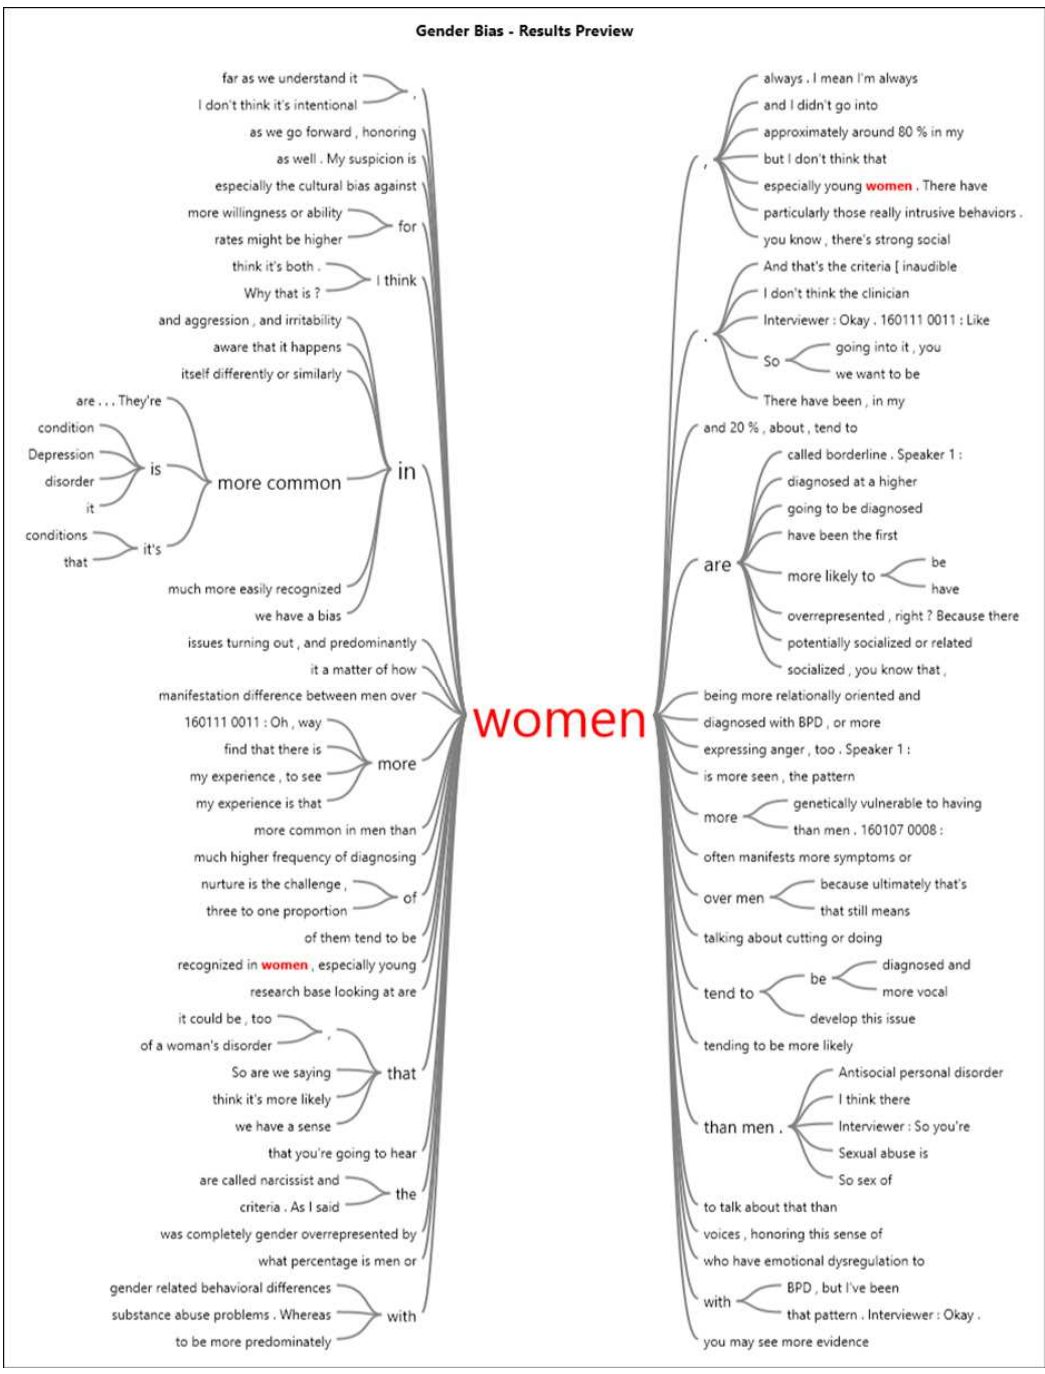 Gender Bias - Results Preview
far as we understand it
I don't think it's intentional
,
as we go forward , honoring
as well . My suspicion is
especially the cultural bias against
more willingness or ability
rates might be higher
for
think it's both .
Why that is ?
I think
and aggression , and irritability
aware that it happens
itself differently or similarly
are . . . They're
condition
Depression
disorder
it
is
conditions
that
it's
more common
much more easily recognized
we have a bias
in
issues turning out , and predominantly
it a matter of how
manifestation difference between men over
160111 0011 : Oh , way
find that there is
my experience , to see
my experience is that
more
more common in men than
much higher frequency of diagnosing
nurture is the challenge ,
three to one proportion
of
of them tend to be
recognized in women , especially young
research base looking at are
it could be , too
of a woman's disorder
,
So are we saying
think it's more likely
we have a sense
that
that you're going to hear
are called narcissist and
criteria . As I said
the
was completely gender overrepresented by
what percentage is men or
gender related behavioral differences
substance abuse problems . Whereas
to be more predominately
with
women
,
always . I mean I'm always
and I didn't go into
approximately around 80 % in my
but I don't think that
especially young women . There have
particularly those really intrusive behaviors .
you know , there's strong social
.
And that's the criteria [ inaudible
I don't think the clinician
Interviewer : Okay . 160111 0011 : Like
So
going into it , you
we want to be
There have been , in my
and 20 % , about , tend to
are
called borderline . Speaker 1 :
diagnosed at a higher
going to be diagnosed
have been the first
more likely to
be
have
overrepresented , right ? Because there
potentially socialized or related
socialized , you know that ,
being more relationally oriented and
diagnosed with BPD , or more
expressing anger , too . Speaker 1 :
is more seen , the pattern
more
genetically vulnerable to having
than men . 160107 0008 :
often manifests more symptoms or
over men
because ultimately that's
that still means
talking about cutting or doing
tend to
be
diagnosed and
more vocal
develop this issue
tending to be more likely
than men .
Antisocial personal disorder
I think there
Interviewer : So you're
Sexual abuse is
So sex of
to talk about that than
voices , honoring this sense of
who have emotional dysregulation to
with
BPD , but I've been
that pattern . Interviewer : Okay .
you may see more evidence